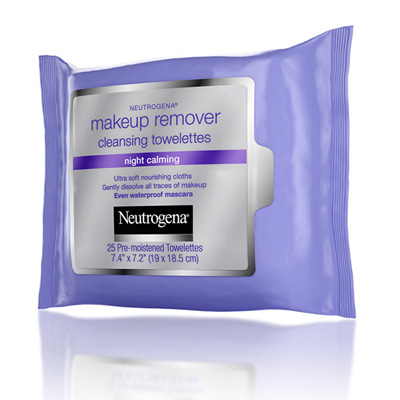 NEUTROGENA®
makeup remover
cleansing towelettes
night calming
Ultra soft nourishing cloths
Gently dissolve all traces of makeup
Even waterproof mascara
Neutrogena®
25 Pre-moistened Towelettes
7.4" x 7.2" (19 x 18.5 cm)